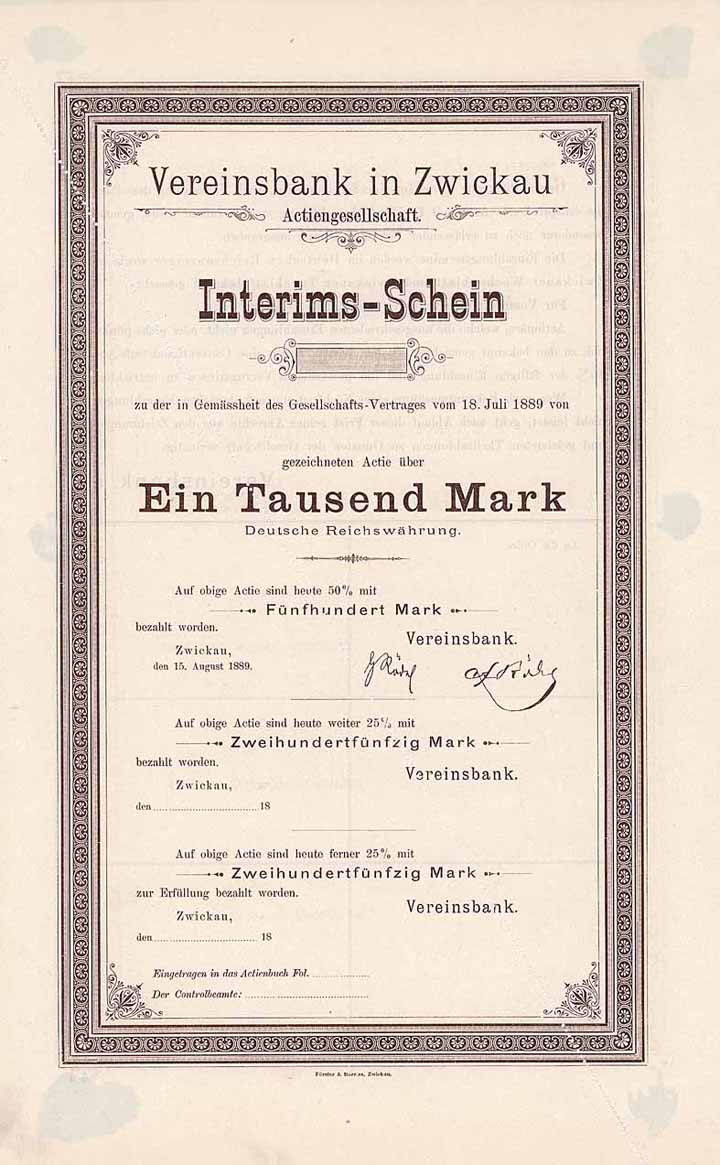 Vereinsbank in Zwickau
Actiengesellschaft.
Interims-Schein
zu der in Gemässheit des Gesellschafts-Vertrages vom 18. Juli 1889 von
gezeichneten Actie über
Ein Tausend Mark
Deutsche Reichswährung.
Auf obige Actie sind heute 50% mit
Fünfhundert Mark
bezahlt worden.
Vereinsbank.
Zwickau,
den 15. August 1889.
Auf obige Actie sind heute weiter 25% mit
Zweihundertfünfzig Mark
bezahlt worden.
Vereinsbank.
Zwickau,
den 18
Auf obige Actie sind heute ferner 25% mit
Zweihundertfünfzig Mark
zur Erfüllung bezahlt worden.
Vereinsbank.
Zwickau,
den 18
Eingetragen in das Actienbuch Fol.
Der Controlbeamte:
Zwickau.